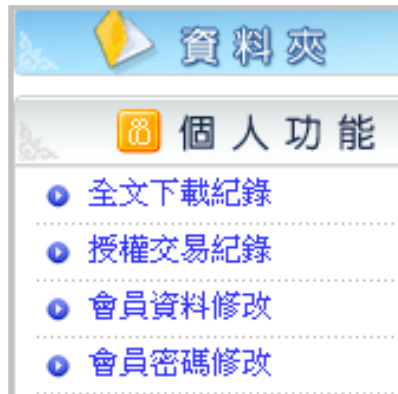 資料夾
個人功能
全文下載紀錄
授權交易紀錄
會員資料修改
會員密碼修改